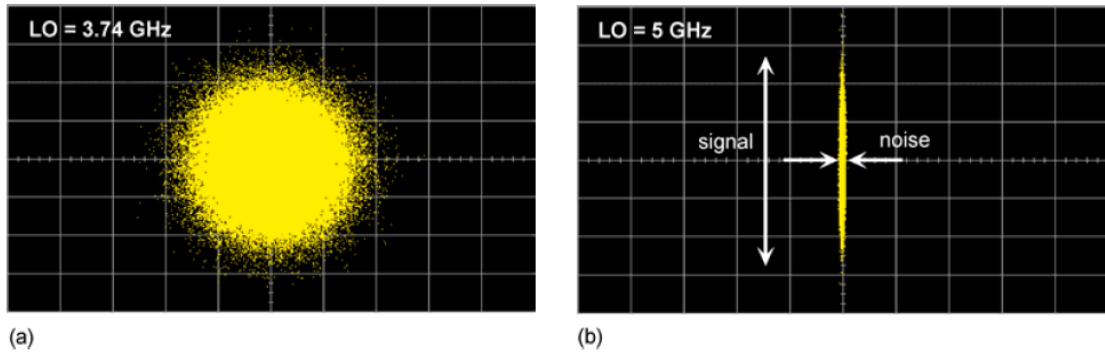 LO = 3.74 GHz
LO = 5 GHz
signal
noise
(a)
(b)